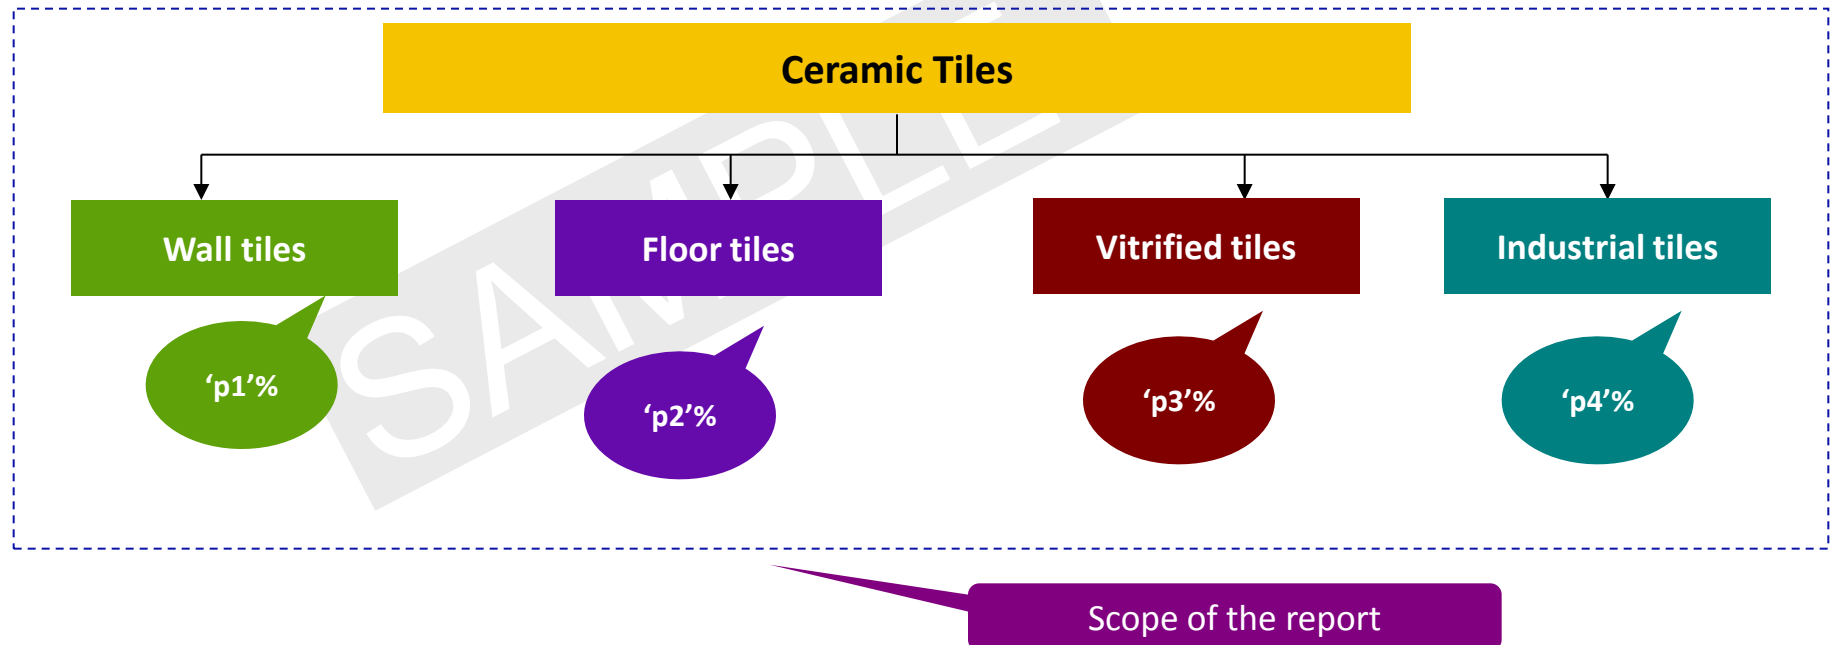 Ceramic Tiles
Wall tiles
Floor tiles
Vitrified tiles
Industrial tiles
‘p1’%
‘p2’%
‘p3’%
‘p4’%
SAMPLE
Scope of the report